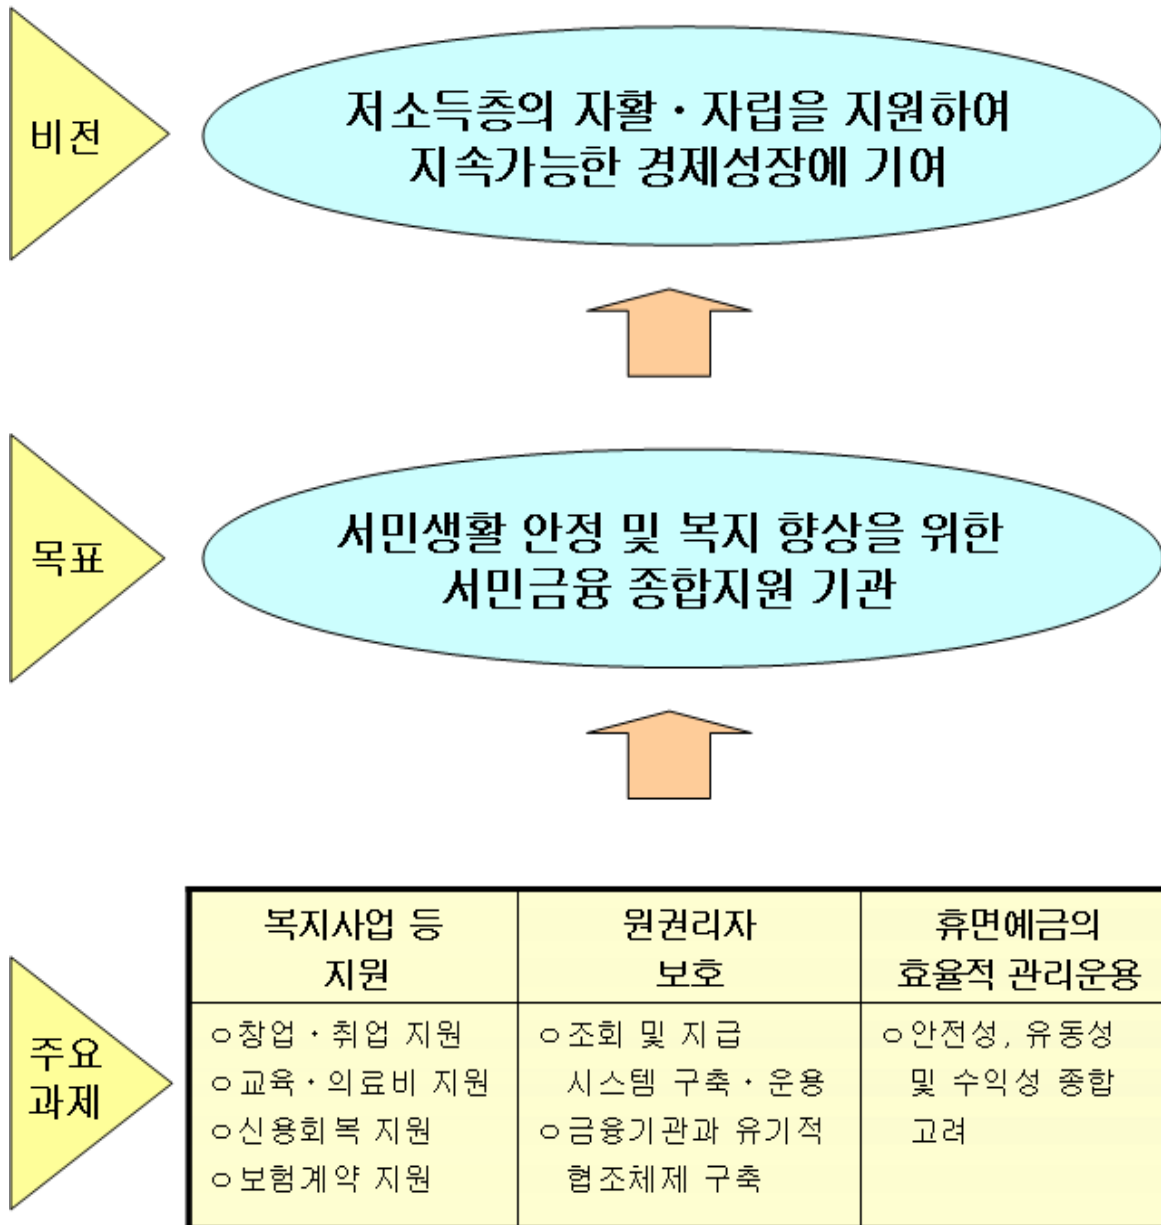 비전
저소득층의 자활·자립을 지원하여
지속가능한 경제성장에 기여
목표
서민생활 안정 및 복지 향상을 위한
서민금융 종합지원 기관
주요
과제
복지사업 등
지원
ㅇ창업·취업 지원
ㅇ교육·의료비 지원
ㅇ신용회복 지원
ㅇ보험계약 지원
원권리자
보호
ㅇ조회 및 지급
시스템 구축·운용
ㅇ금융기관과 유기적
협조체제 구축
휴면예금의
효율적 관리운용
ㅇ안전성, 유동성
및 수익성 종합
고려